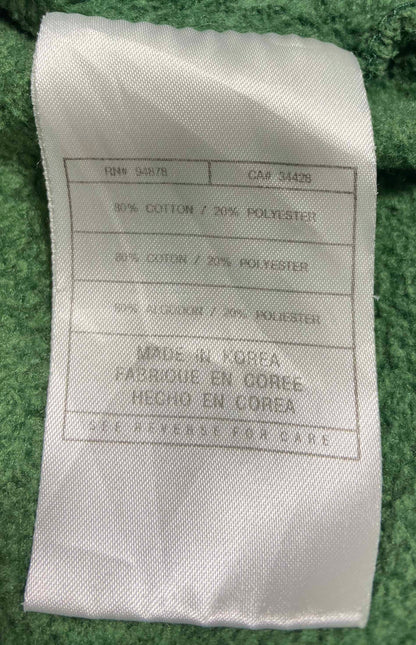 RN# 94878 CA# 34426
80% COTTON / 20% POLYESTER
80% COTON / 20% POLYESTER
80% ALGODON / 20% POLIESTER
MADE IN KOREA
FABRIQUE EN COREE
HECHO EN COREA
SEE REVERSE FOR CARE